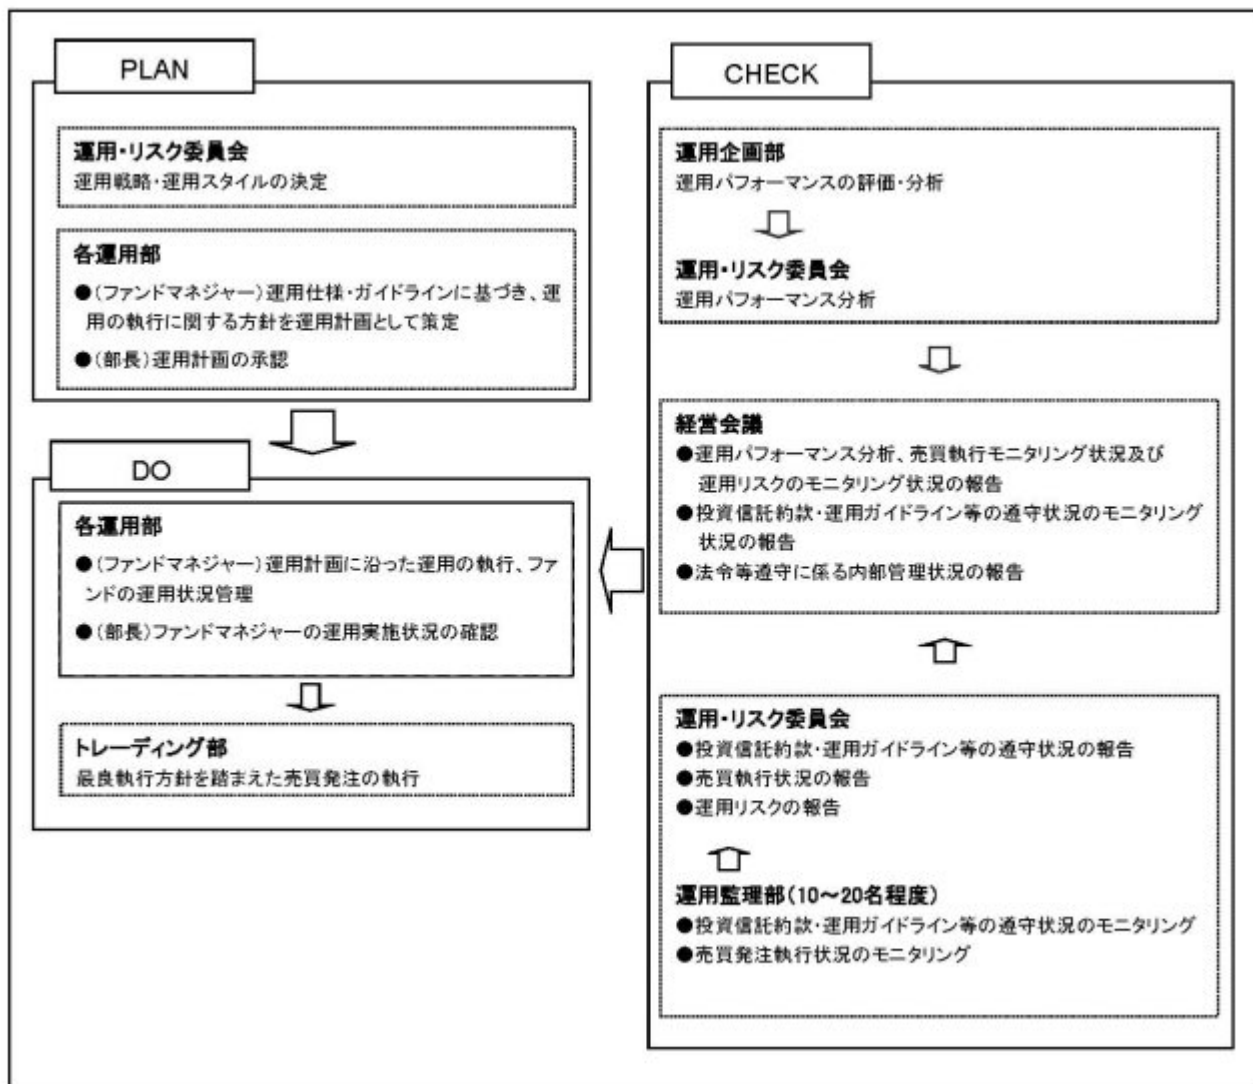 PLAN
運用・リスク委員会
運用戦略・運用スタイルの決定
各運用部
●(ファンドマネジャー)運用仕様・ガイドラインに基づき、運
用の執行に関する方針を運用計画として策定
●(部長)運用計画の承認
DO
各運用部
●(ファンドマネジャー)運用計画に沿った運用の執行、ファ
ンドの運用状況管理
●(部長)ファンドマネジャーの運用実施状況の確認
トレーディング部
最良執行方針を踏まえた売買発注の執行
CHECK
運用企画部
運用パフォーマンスの評価・分析
運用・リスク委員会
運用パフォーマンス分析
経営会議
●運用パフォーマンス分析、売買執行モニタリング状況及び
運用リスクのモニタリング状況の報告
●投資信託約款・運用ガイドライン等の遵守状況のモニタリング
状況の報告
●法令等遵守に係る内部管理状況の報告
運用・リスク委員会
●投資信託約款・運用ガイドライン等の遵守状況の報告
●売買執行状況の報告
●運用リスクの報告
運用監理部(10～20名程度)
●投資信託約款・運用ガイドライン等の遵守状況のモニタリング
●売買発注執行状況のモニタリング